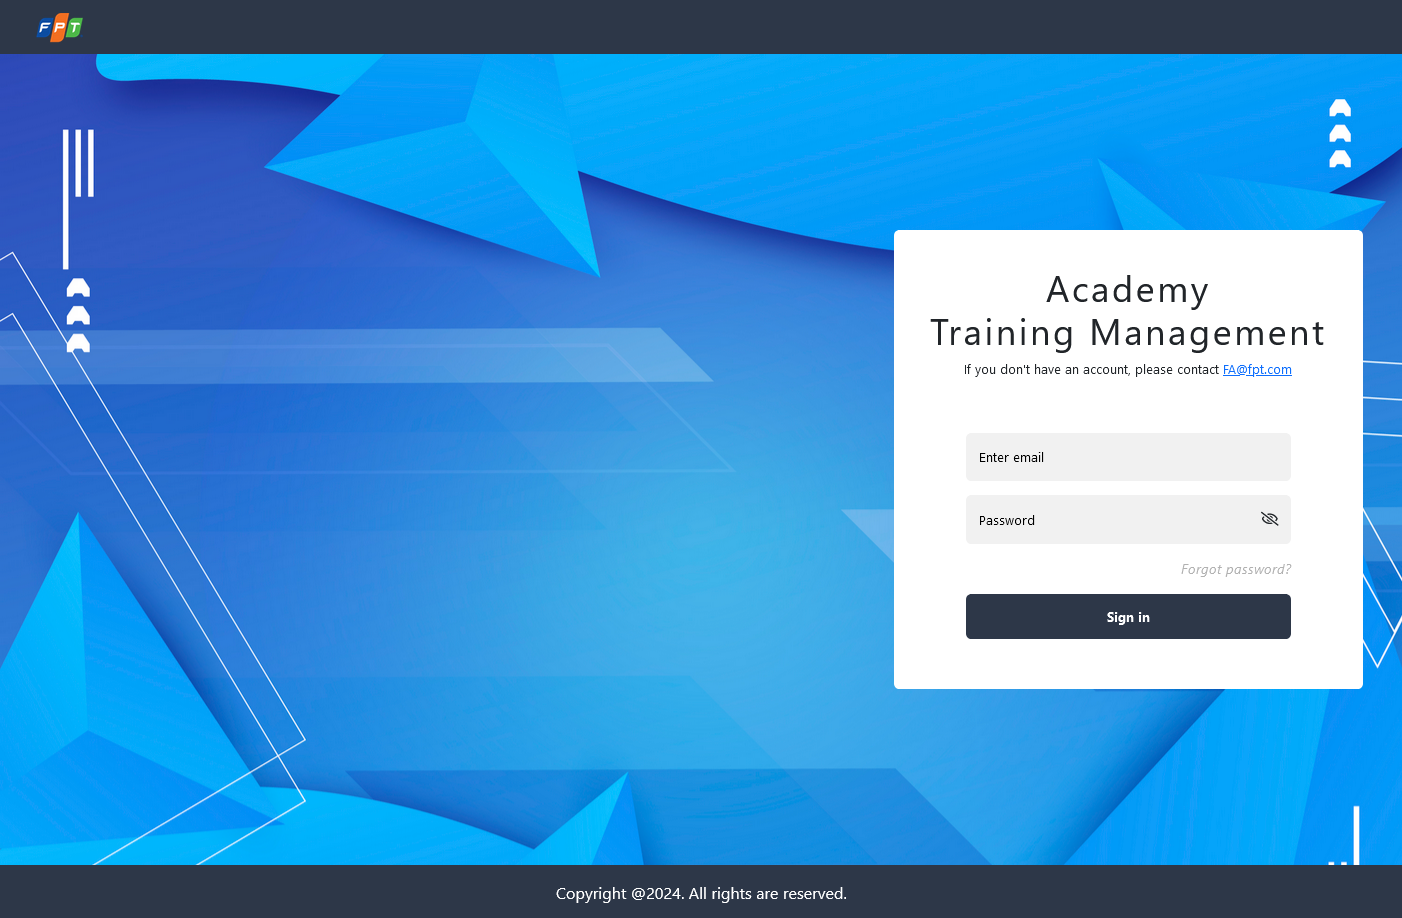 FPT
Academy
Training Management
If you don't have an account, please contact FA@fpt.com
Enter email
Password
Forgot password?
Sign in
Copyright @2024. All rights are reserved.